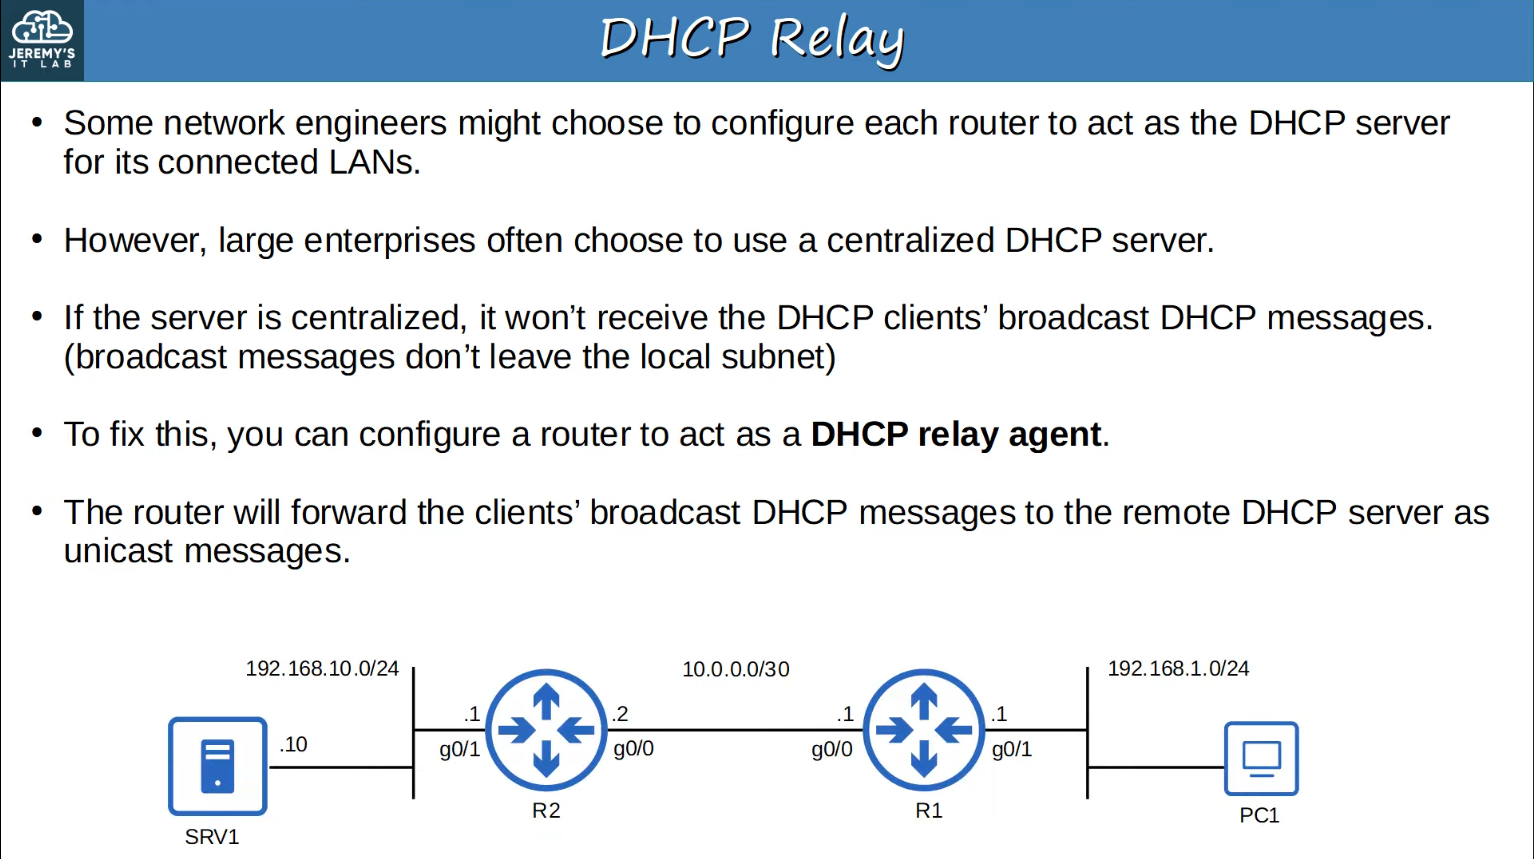 JEREMY'S
IT LAB
DHCP Relay
• Some network engineers might choose to configure each router to act as the DHCP server
for its connected LANs.
• However, large enterprises often choose to use a centralized DHCP server.
• If the server is centralized, it won’t receive the DHCP clients’ broadcast DHCP messages.
(broadcast messages don’t leave the local subnet)
• To fix this, you can configure a router to act as a DHCP relay agent.
• The router will forward the clients’ broadcast DHCP messages to the remote DHCP server as
unicast messages.
192.168.10.0/24
10.0.0.0/30
192.168.1.0/24
.10
.1
g0/1
.2
g0/0
.1
g0/0
.1
g0/1
SRV1
R2
R1
PC1